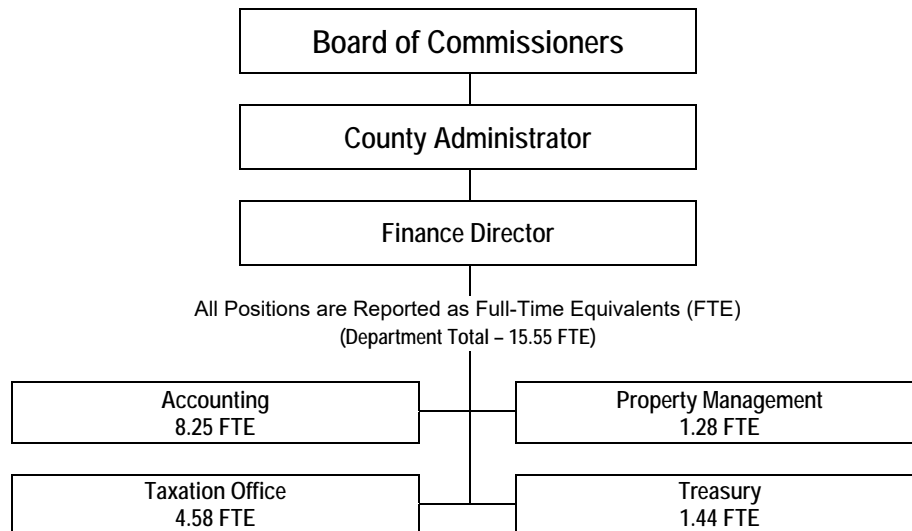 Board of Commissioners
County Administrator
Finance Director
All Positions are Reported as Full-Time Equivalents (FTE)
(Department Total – 15.55 FTE)
Accounting
8.25 FTE
Property Management
1.28 FTE
Taxation Office
4.58 FTE
Treasury
1.44 FTE